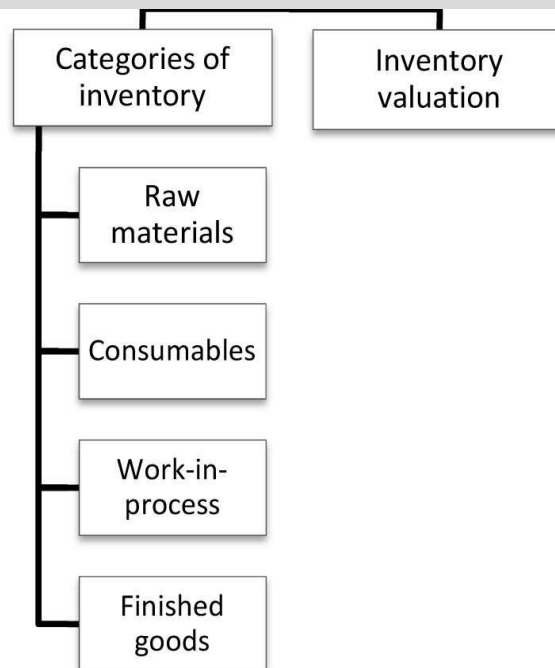 Categories of
inventory
Inventory
valuation
Raw
materials
Consumables
Work-in-
process
Finished
goods